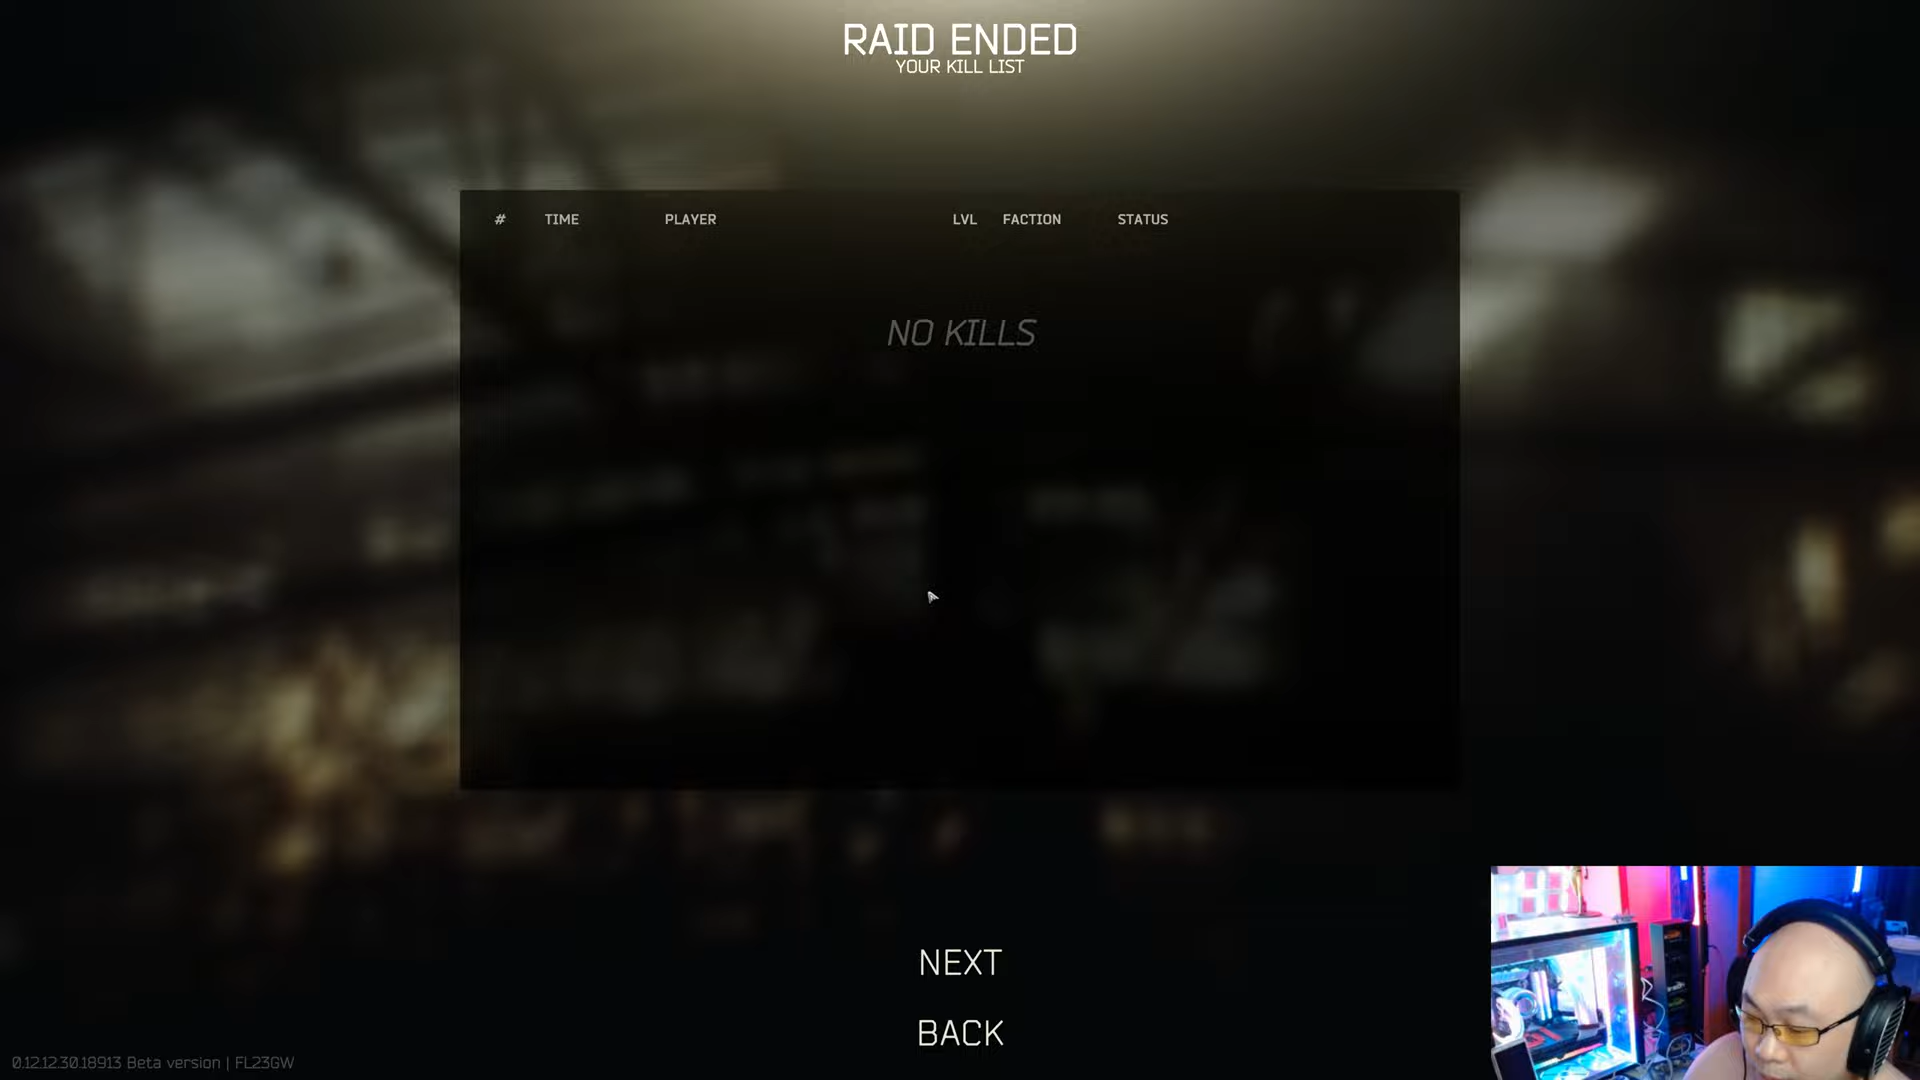 RAID ENDED
YOUR KILL LIST
# TIME PLAYER LVL FACTION STATUS
NO KILLS
NEXT
BACK
0.12.12.30.18913 Beta version | FL23GW